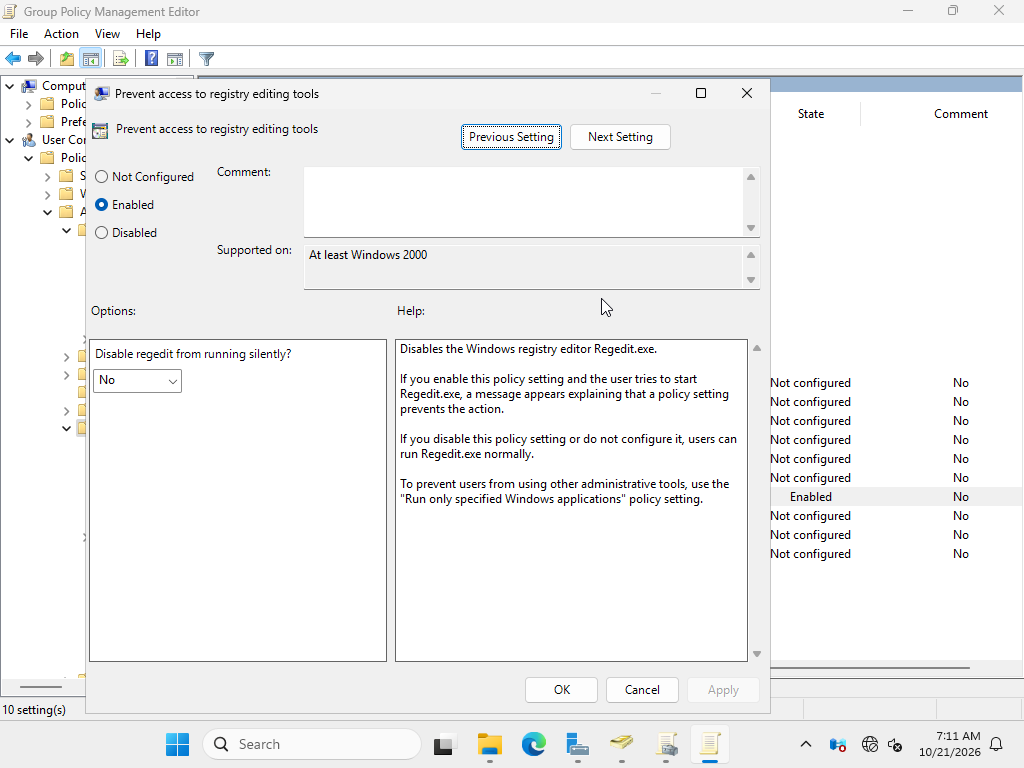 Group Policy Management Editor
File Action View Help
Comput
Polic
Prefe
User Cor
Polic
S
W
A
State Comment
Prevent access to registry editing tools
Prevent access to registry editing tools
Previous Setting Next Setting
Not Configured
Enabled
Disabled
Comment:
Supported on:
At least Windows 2000
Options:
Help:
Disable regedit from running silently?
No
Disables the Windows registry editor Regedit.exe.
If you enable this policy setting and the user tries to start
Regedit.exe, a message appears explaining that a policy setting
prevents the action.
If you disable this policy setting or do not configure it, users can
run Regedit.exe normally.
To prevent users from using other administrative tools, use the
"Run only specified Windows applications" policy setting.
Not configured No
Not configured No
Not configured No
Not configured No
Not configured No
Not configured No
Enabled No
Not configured No
Not configured No
Not configured No
OK Cancel Apply
10 setting(s)
Search
7:11 AM
10/21/2026